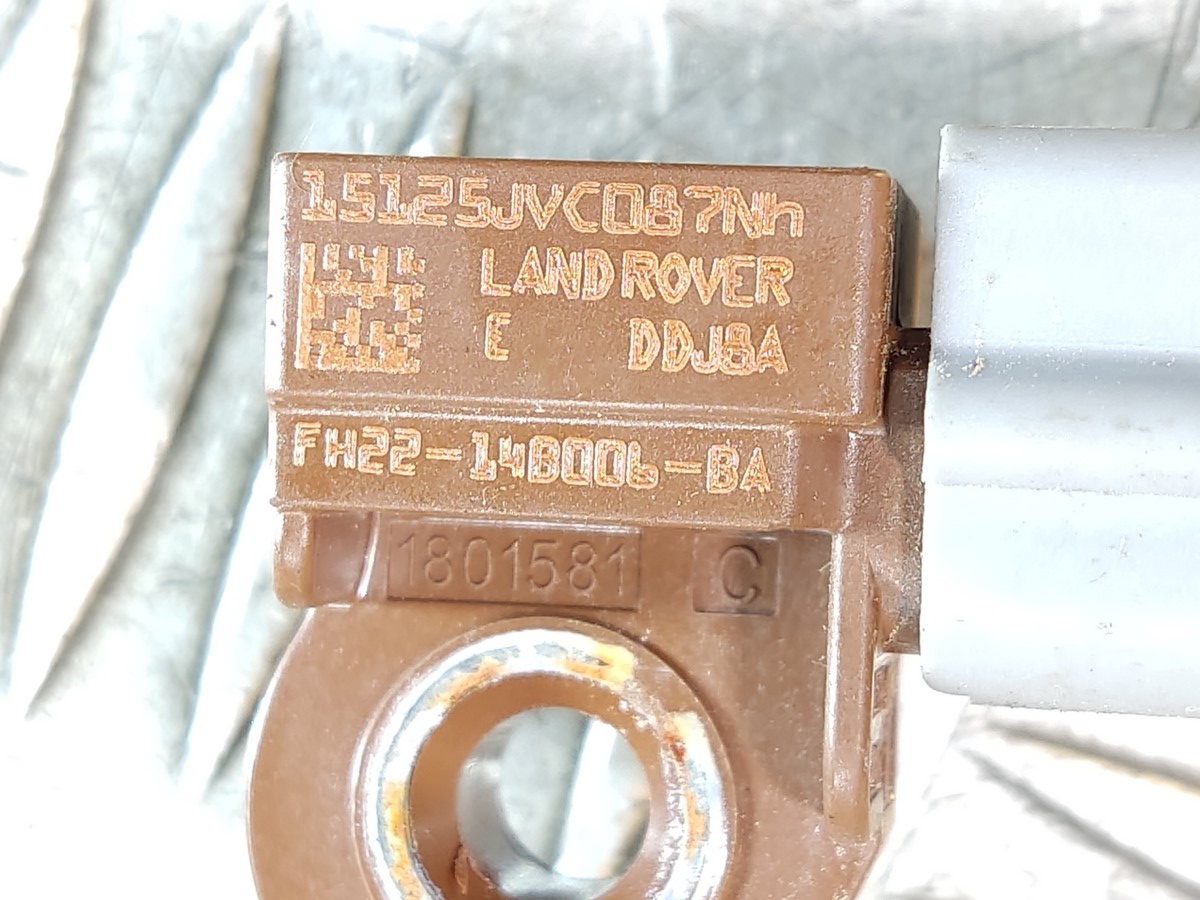 15125JVC087Nh
LAND ROVER
E DDJ8A
FH22-14B006-BA
1801581 C